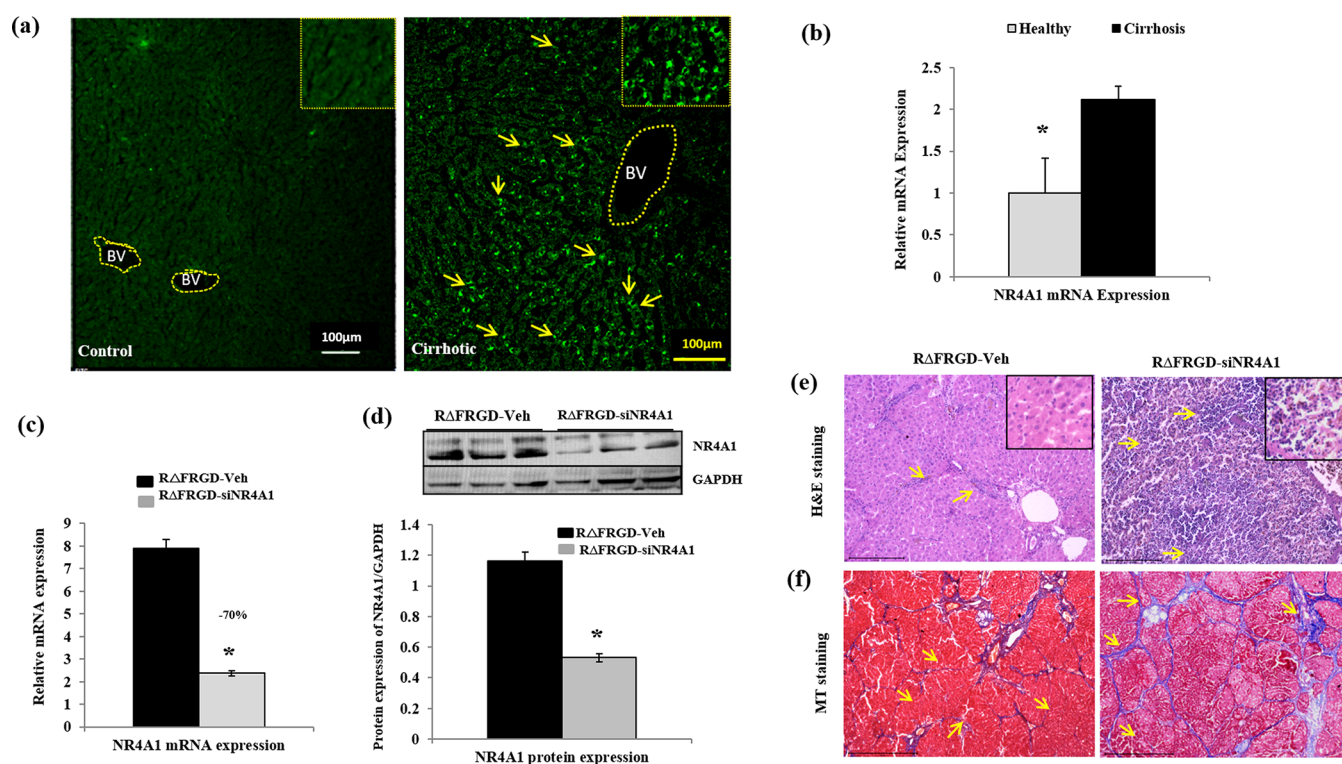 (a)
BV
BV
100μm
Control
BV
100μm
Cirrhotic
(b)
Healthy
Cirrhosis
Relative mRNA Expression
2.5
2
1.5
1
0.5
0
*
NR4A1 mRNA Expression
(c)
RΔFRGD-Veh
RΔFRGD-siNR4A1
Relative mRNA expression
9
8
7
6
5
4
3
2
1
0
-70%
*
NR4A1 mRNA expression
(d)
RΔFRGD-Veh RΔFRGD-siNR4A1
NR4A1
GAPDH
RΔFRGD-Veh
RΔFRGD-siNR4A1
Protein expression of NR4A1/GAPDH
1.4
1.2
1
0.8
0.6
0.4
0.2
0
*
NR4A1 protein expression
RΔFRGD-Veh
RΔFRGD-siNR4A1
(e)
H&E staining
(f)
MT staining